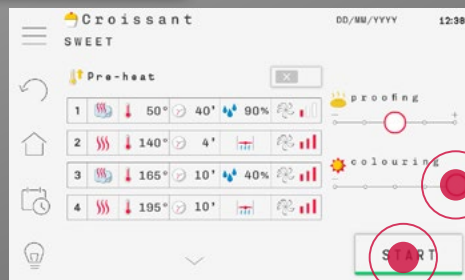 Croissant
DD/MM/YYYY 12:38
SWEET
Pre-heat
X
1 50° 40' 90%
2 140° 4'
3 165° 10' 40%
4 195° 10'
proofing
- +
colouring
-
START